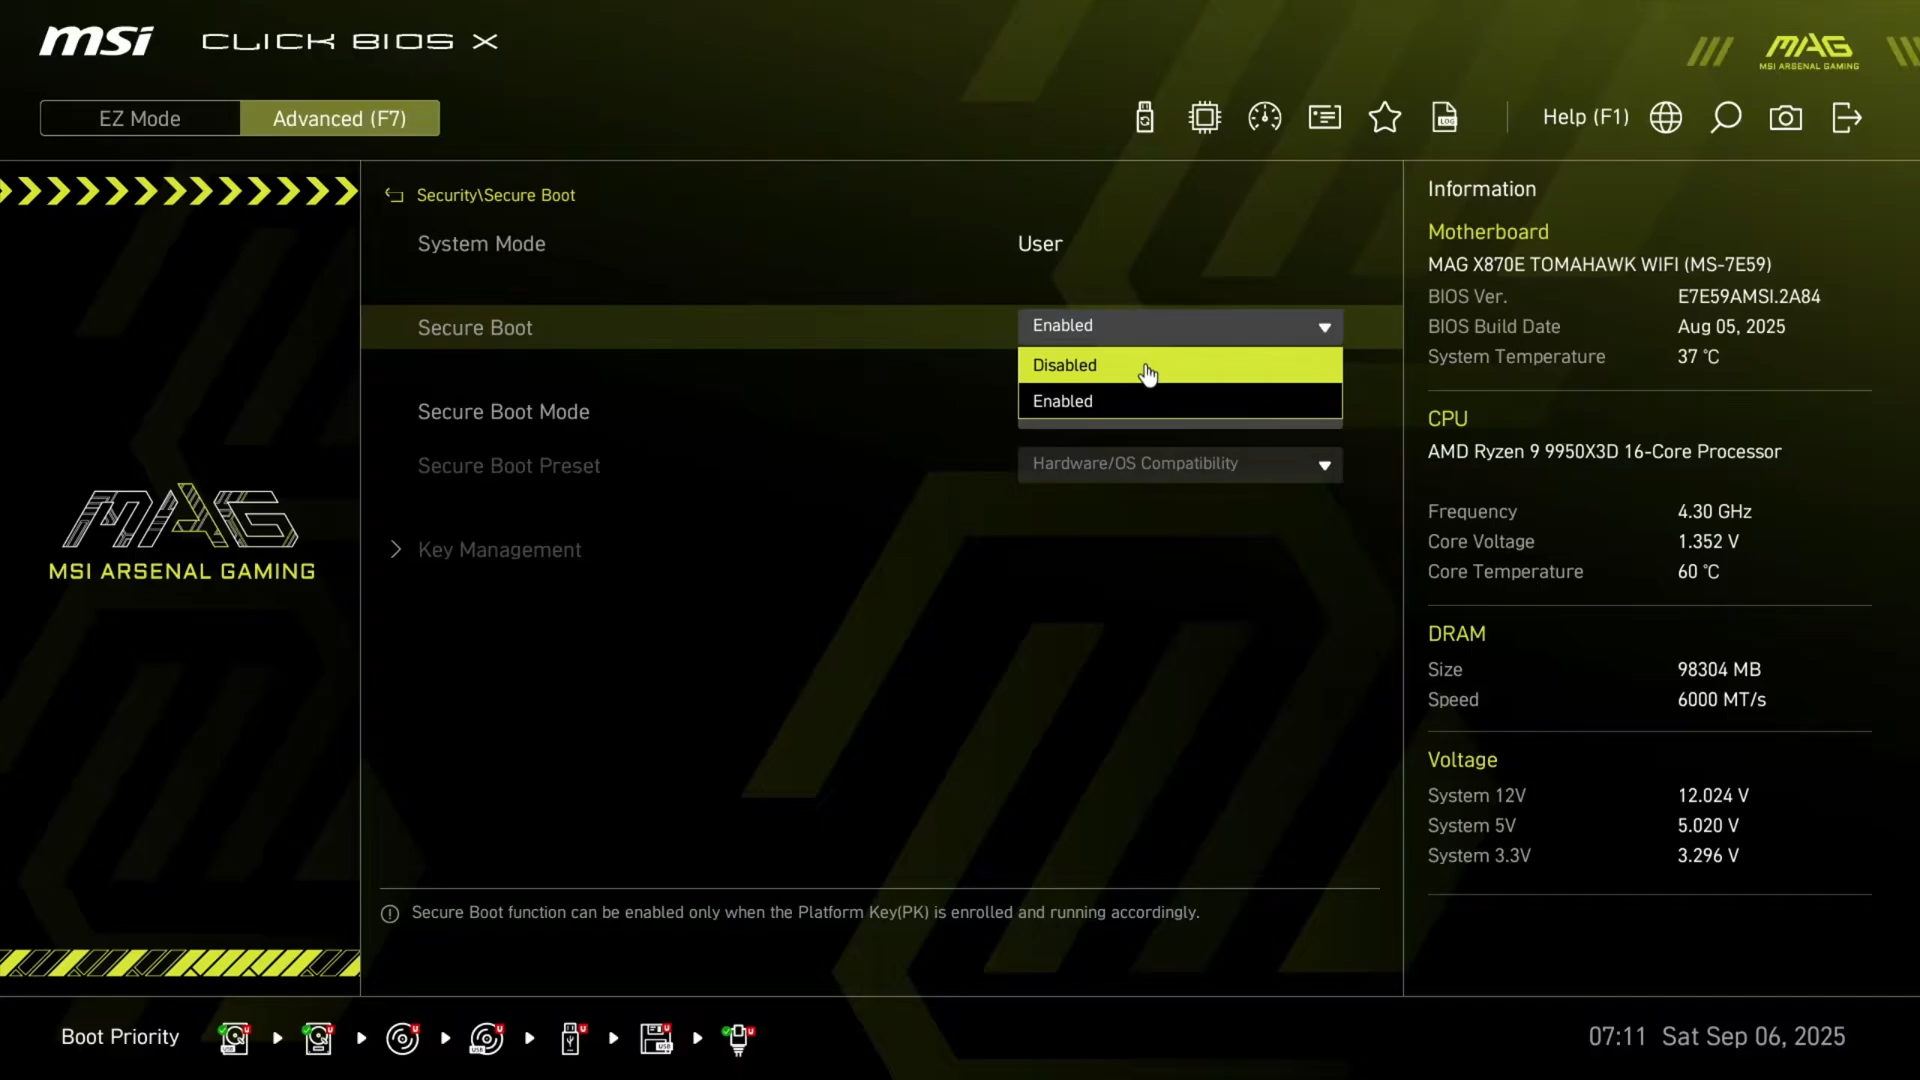 msi CLICK BIOS X
MAG
MSI ARSENAL GAMING
EZ Mode
Advanced (F7)
LOG
Help (F1)
Security\Secure Boot
System Mode
User
Secure Boot
Enabled
Disabled
Enabled
Secure Boot Mode
Secure Boot Preset
Hardware/OS Compatibility
Key Management
MAG
MSI ARSENAL GAMING
Secure Boot function can be enabled only when the Platform Key(PK) is enrolled and running accordingly.
Information
Motherboard
MAG X870E TOMAHAWK WIFI (MS-7E59)
BIOS Ver. E7E59AMSI.2A84
BIOS Build Date Aug 05, 2025
System Temperature 37 °C
CPU
AMD Ryzen 9 9950X3D 16-Core Processor
Frequency 4.30 GHz
Core Voltage 1.352 V
Core Temperature 60 °C
DRAM
Size 98304 MB
Speed 6000 MT/s
Voltage
System 12V 12.024 V
System 5V 5.020 V
System 3.3V 3.296 V
Boot Priority
07:11 Sat Sep 06, 2025